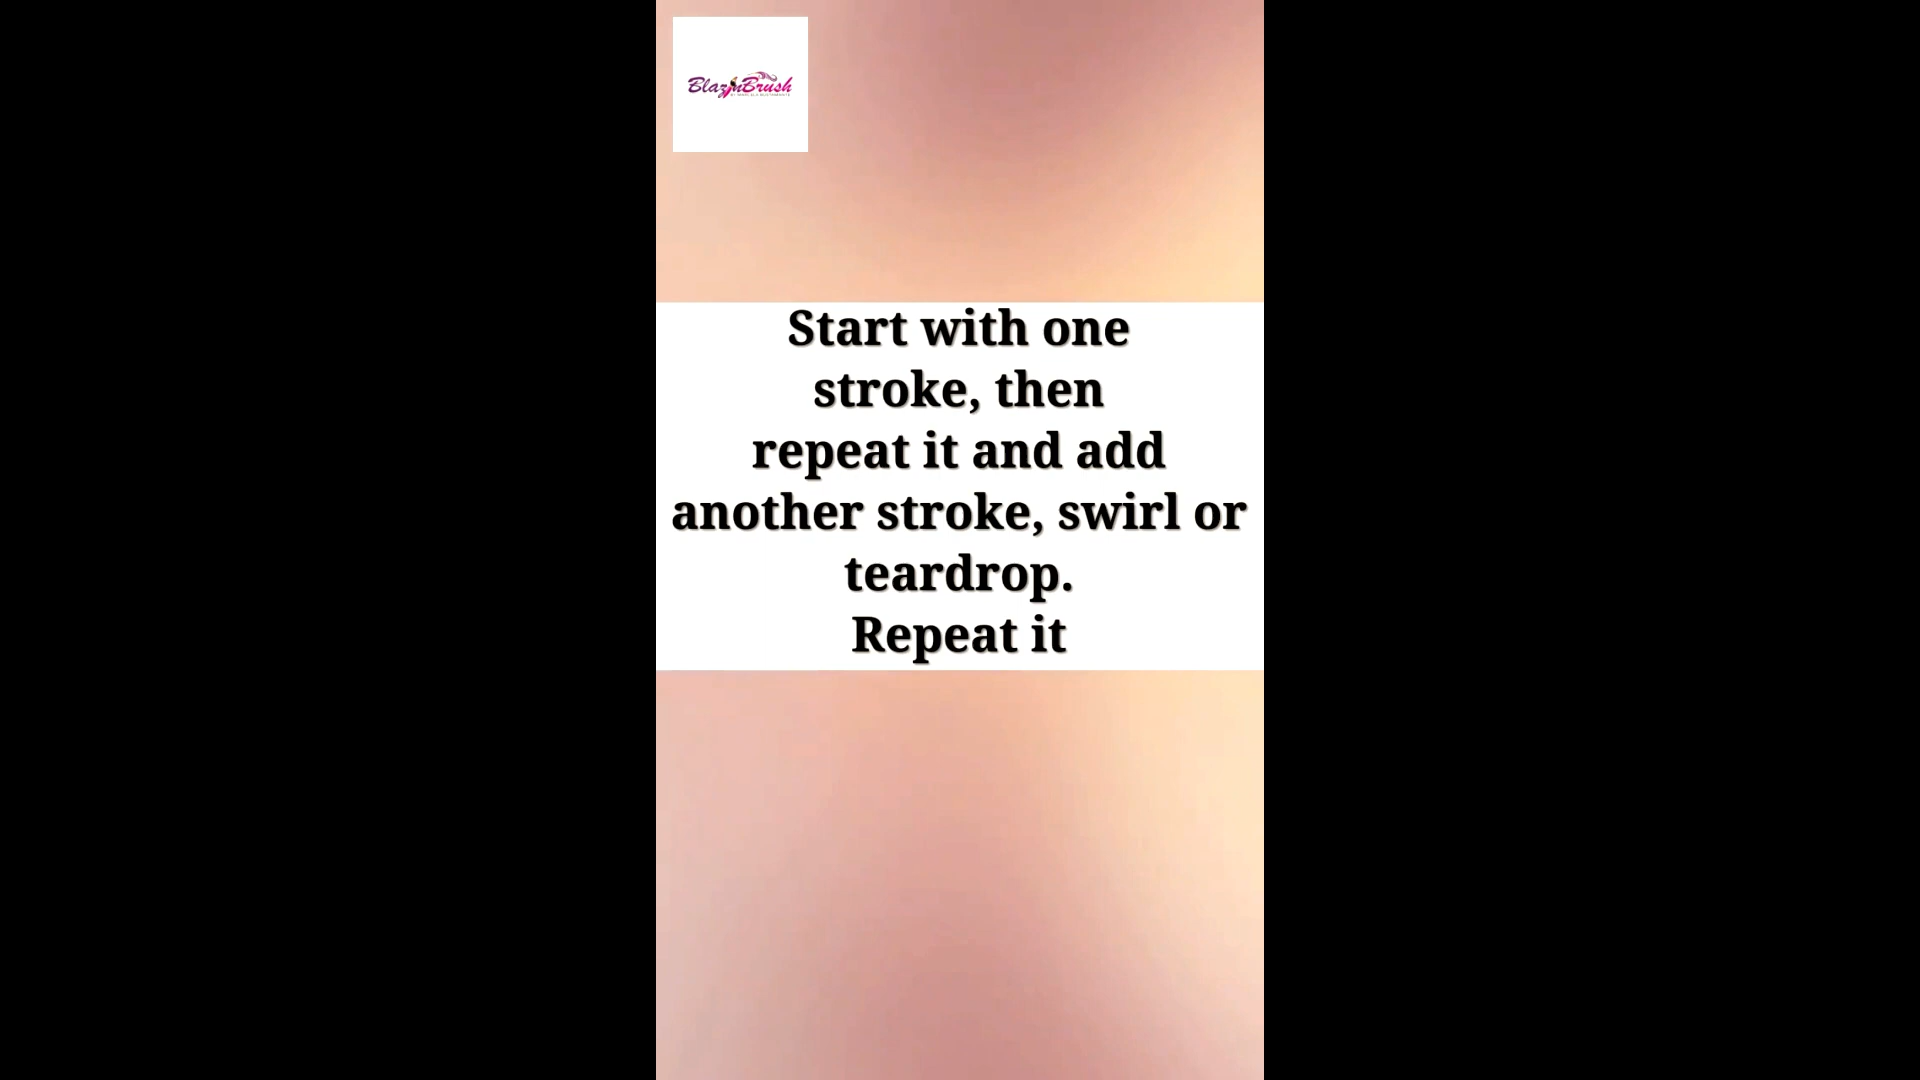 BlazinBrush
Start with one
stroke, then
repeat it and add
another stroke, swirl or
teardrop.
Repeat it